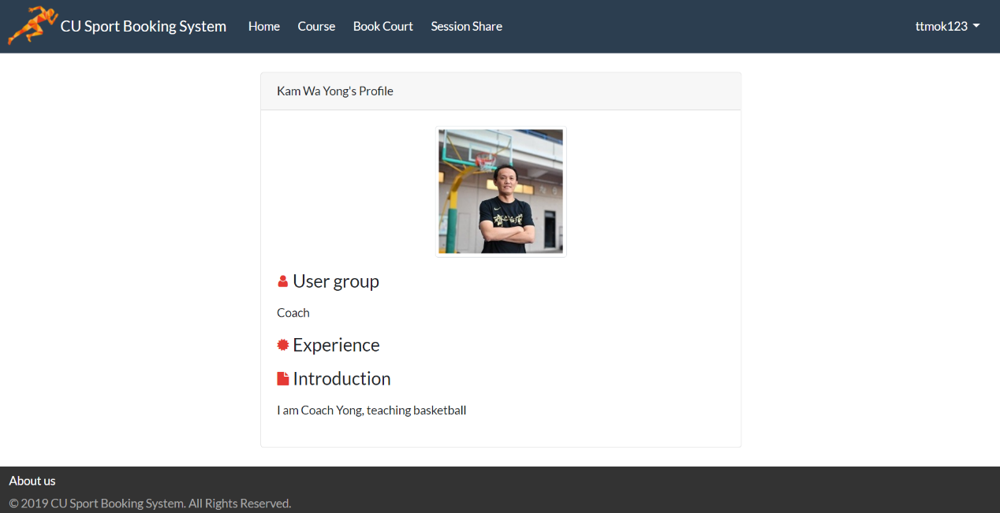 CU Sport Booking System Home Course Book Court Session Share ttmok123
Kam Wa Yong's Profile
User group
Coach
Experience
Introduction
I am Coach Yong, teaching basketball
About us
© 2019 CU Sport Booking System. All Rights Reserved.